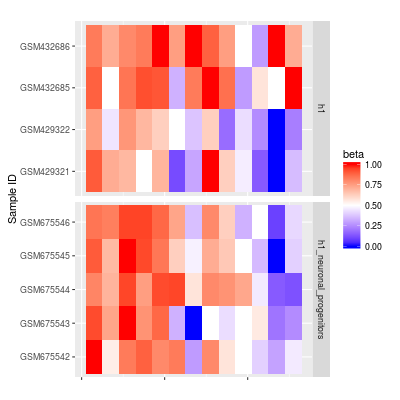 GSM432686
GSM432685
GSM429322
GSM429321
h1
GSM675546
GSM675545
GSM675544
GSM675543
GSM675542
h1_neuronal_progenitors
Sample ID
beta
1.00
0.75
0.50
0.25
0.00